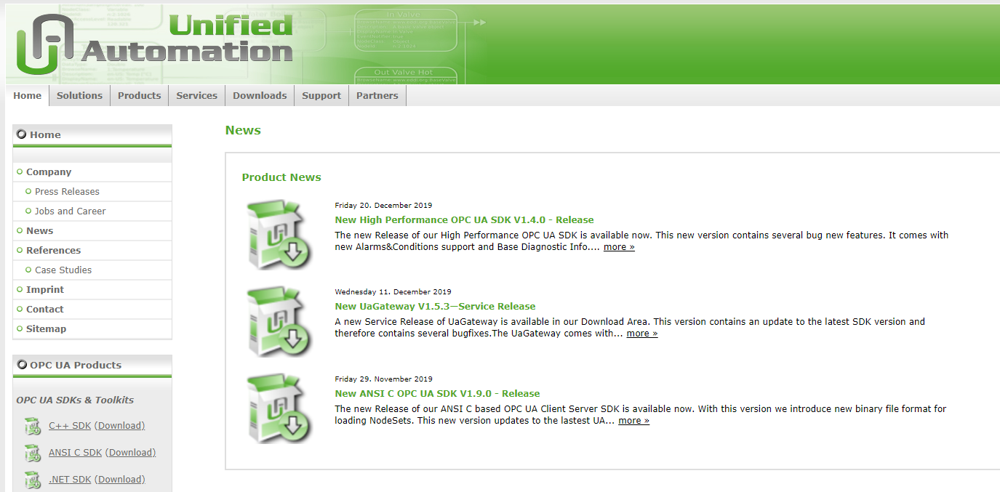 Unified
Automation
In Valve
Out Valve Hot
Home
Solutions
Products
Services
Downloads
Support
Partners
Home
Company
Press Releases
Jobs and Career
News
References
Case Studies
Imprint
Contact
Sitemap
OPC UA Products
OPC UA SDKs & Toolkits
C++ SDK (Download)
ANSI C SDK (Download)
.NET SDK (Download)
News
Product News
Friday 20. December 2019
New High Performance OPC UA SDK V1.4.0 - Release
The new Release of our High Performance OPC UA SDK is available now. This new version contains several bug new features. It comes with
new Alarms&Conditions support and Base Diagnostic Info.... more »
Wednesday 11. December 2019
New UaGateway V1.5.3—Service Release
A new Service Release of UaGateway is available in our Download Area. This version contains an update to the latest SDK version and
therefore contains several bugfixes.The UaGateway comes with... more »
Friday 29. November 2019
New ANSI C OPC UA SDK V1.9.0 - Release
The new Release of our ANSI C based OPC UA Client Server SDK is available now. With this version we introduce new binary file format for
loading NodeSets. This new version updates to the lastest UA... more »